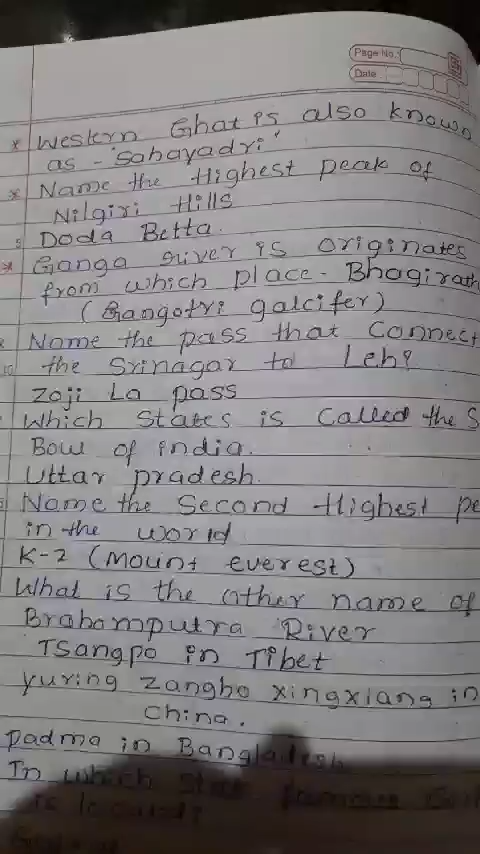 Page No.
Date
* Western Ghat is also known
as - 'Sahayadri'
* Name the Highest peak of
Nilgiri Hills
Doda Betta.
* Ganga river is originates
from which place - Bhagirath
(Gangotri galcifer)
Name the pass that Connect
the Srinagar to Leh?
Zoji La pass
Which States is Called the S
Bowl of india.
Uttar pradesh.
Name the Second Highest pe
in the world
K-2 (Mount everest)
What is the other name of
Brahamputra River
Tsangpo in Tibet
yuring zangbo xingxiang in
China.
padma in Bangladesh
In which State
is